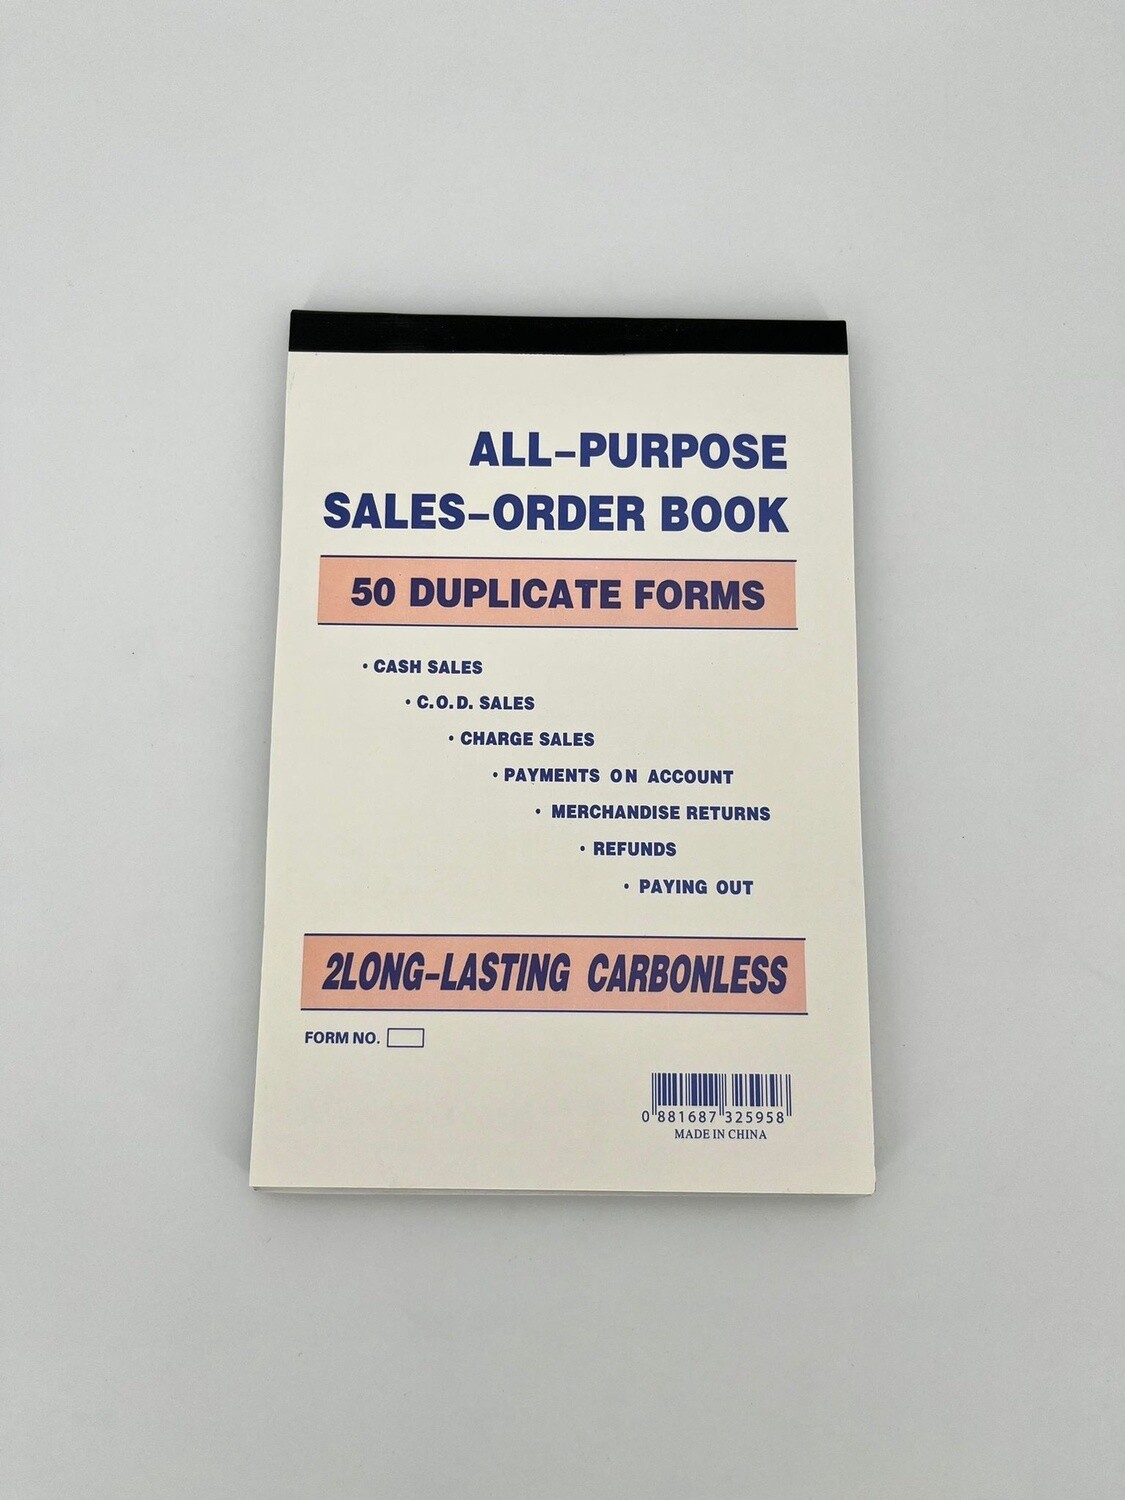 ALL-PURPOSE
SALES-ORDER BOOK
50 DUPLICATE FORMS
• CASH SALES
• C.O.D. SALES
• CHARGE SALES
• PAYMENTS ON ACCOUNT
• MERCHANDISE RETURNS
• REFUNDS
• PAYING OUT
2LONG-LASTING CARBONLESS
FORM NO.
0 881687 325958
MADE IN CHINA